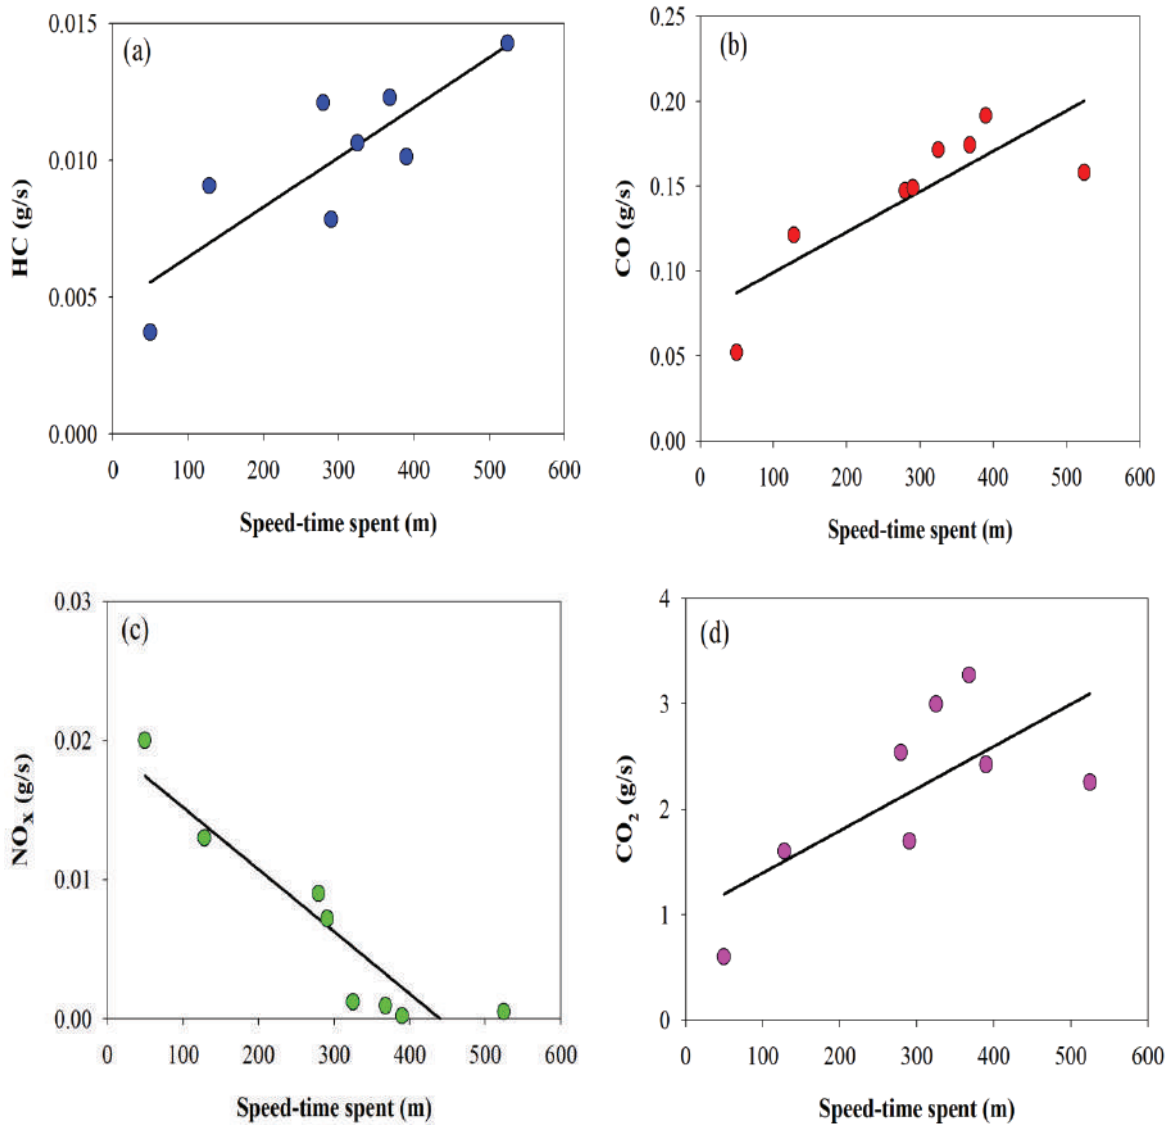 (a)
HC (g/s)
0.015
0.010
0.005
0.000
0 100 200 300 400 500 600
Speed-time spent (m)
(b)
CO (g/s)
0.25
0.20
0.15
0.10
0.05
0.00
0 100 200 300 400 500 600
Speed-time spent (m)
(c)
NOX (g/s)
0.03
0.02
0.01
0.00
0 100 200 300 400 500 600
Speed-time spent (m)
(d)
CO2 (g/s)
4
3
2
1
0
0 100 200 300 400 500 600
Speed-time spent (m)